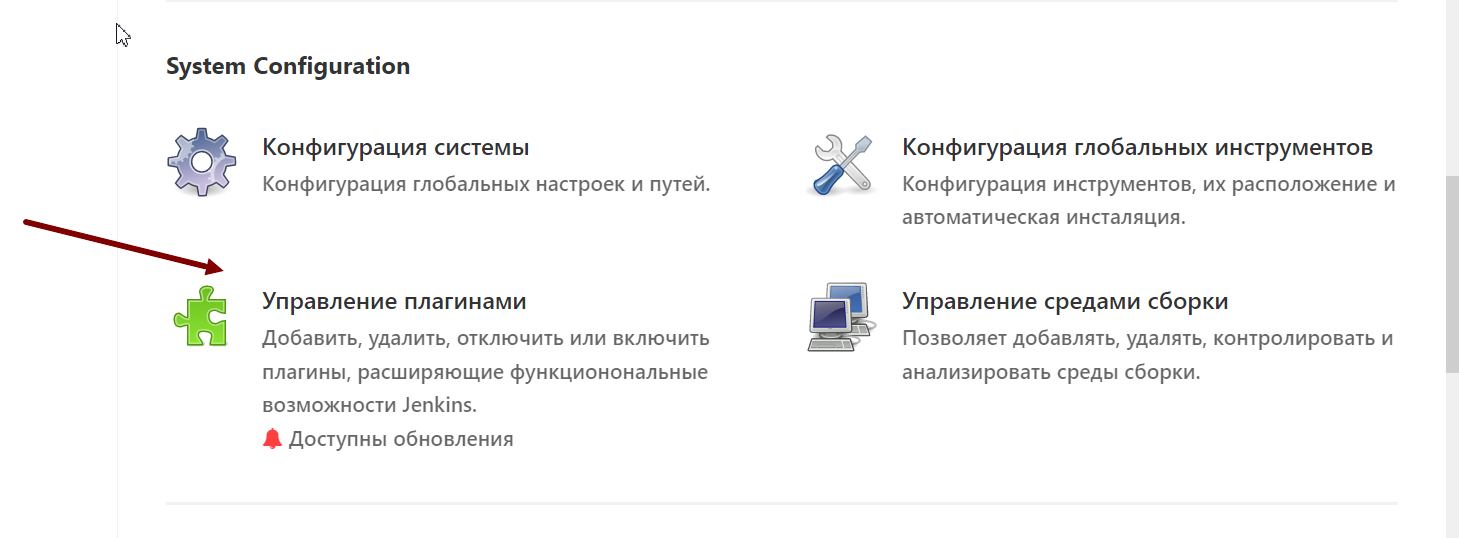 System Configuration
Конфигурация системы
Конфигурация глобальных настроек и путей.
Конфигурация глобальных инструментов
Конфигурация инструментов, их расположение и
автоматическая инсталяция.
Управление плагинами
Добавить, удалить, отключить или включить
плагины, расширяющие функциональные
возможности Jenkins.
Доступны обновления
Управление средами сборки
Позволяет добавлять, удалять, контролировать и
анализировать среды сборки.